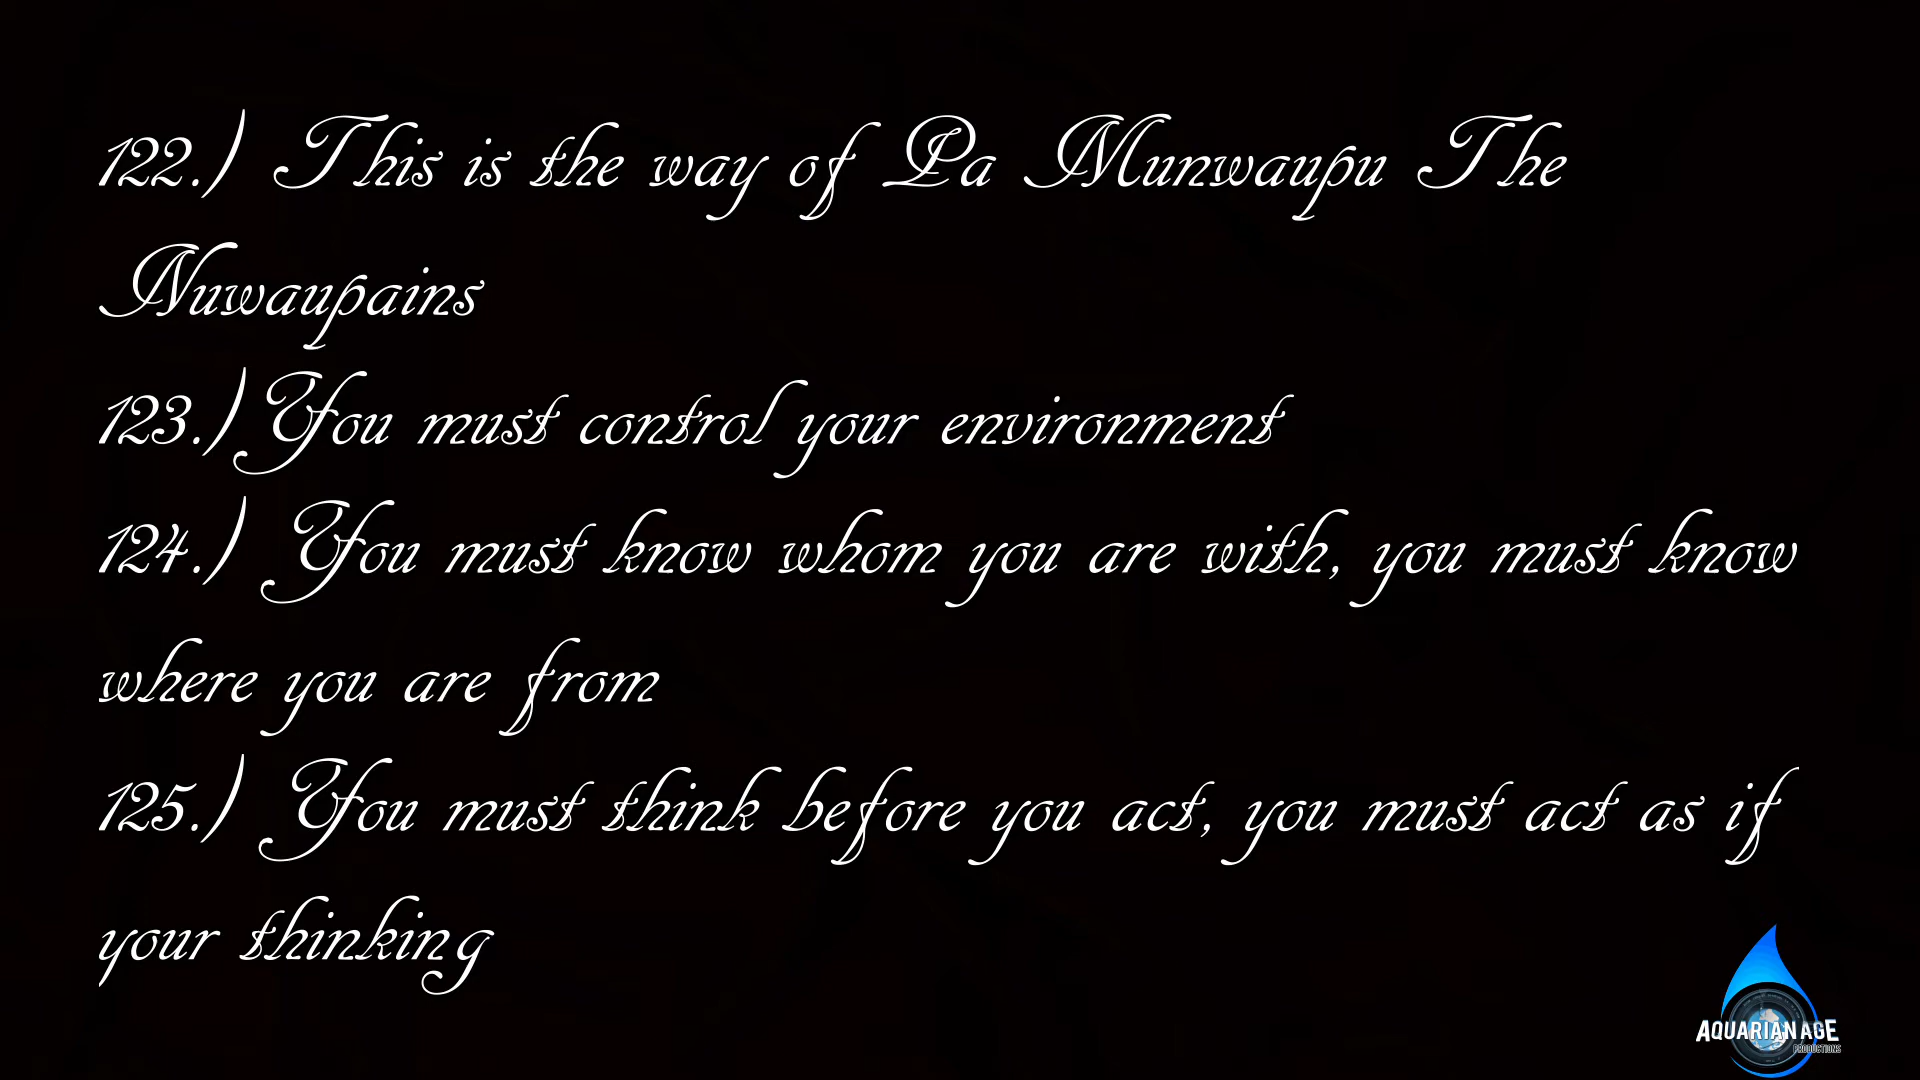 122.) This is the way of Pa Munwaupu The
Nuwaupains
123.) You must control your environment
124.) You must know whom you are with, you must know
where you are from
125.) You must think before you act, you must act as if
your thinking
AQUARIAN AGE
PRODUCTIONS